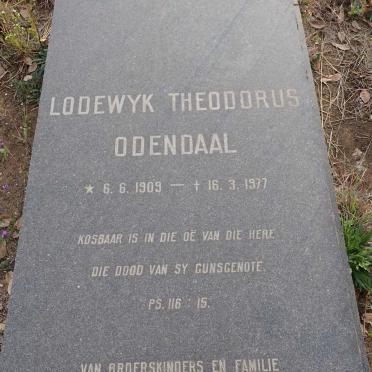 LODEWYK THEODORUS
ODENDAAL
★ 6. 6. 1909 — † 16. 3. 1977
KOSBAAR IS IN DIE OË VAN DIE HERE
DIE DOOD VAN SY GUNSGENOTE.
PS. 116 : 15.
VAN BROERSKINDERS EN FAMILIE